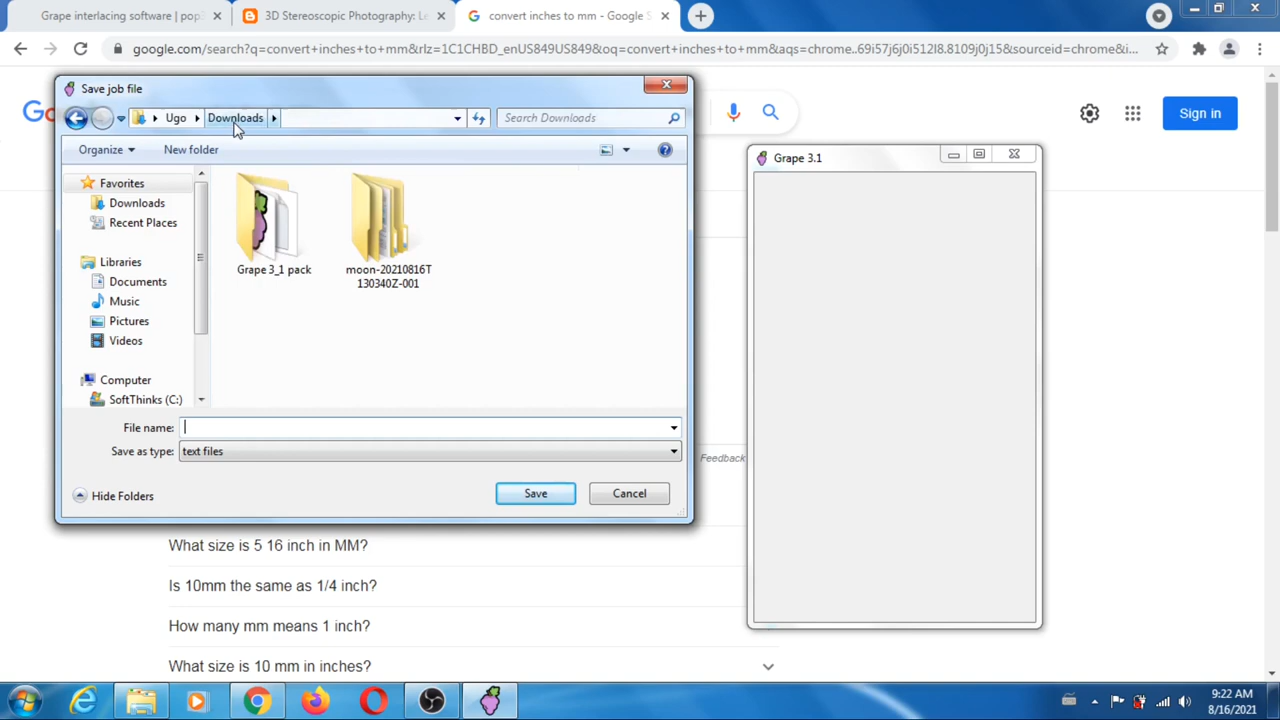 Grape interlacing software | pop3
3D Stereoscopic Photography: Le
convert inches to mm - Google S
google.com/search?q=convert+inches+to+mm&rlz=1C1CHBD_enUS849US849&oq=convert+inches+to+mm&aqs=chrome..69i57j6j0i512l8.8109j0j15&sourceid=chrome&i...
Save job file
Ugo
Downloads
Search Downloads
Organize
New folder
Favorites
Downloads
Recent Places
Libraries
Documents
Music
Pictures
Videos
Computer
SoftThinks (C:)
Grape 3_1 pack
moon-20210816T
130340Z-001
File name:
Save as type: text files
Hide Folders
Save
Cancel
Go
Sign in
Grape 3.1
Feedback
What size is 5 16 inch in MM?
Is 10mm the same as 1/4 inch?
How many mm means 1 inch?
What size is 10 mm in inches?
9:22 AM
8/16/2021